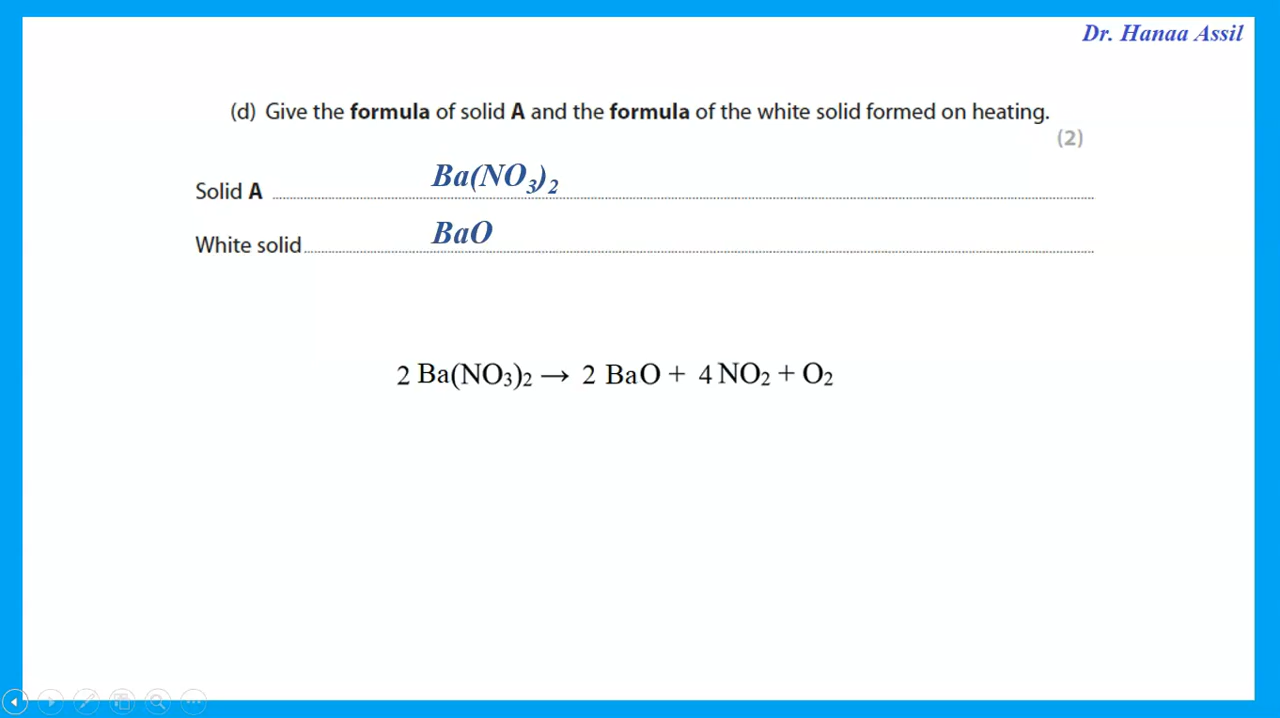 Dr. Hanaa Assil
(d) Give the formula of solid A and the formula of the white solid formed on heating.
(2)
Solid A ........ Ba(NO₃)₂
White solid ........ BaO
2 Ba(NO₃)₂ → 2 BaO + 4 NO₂ + O₂